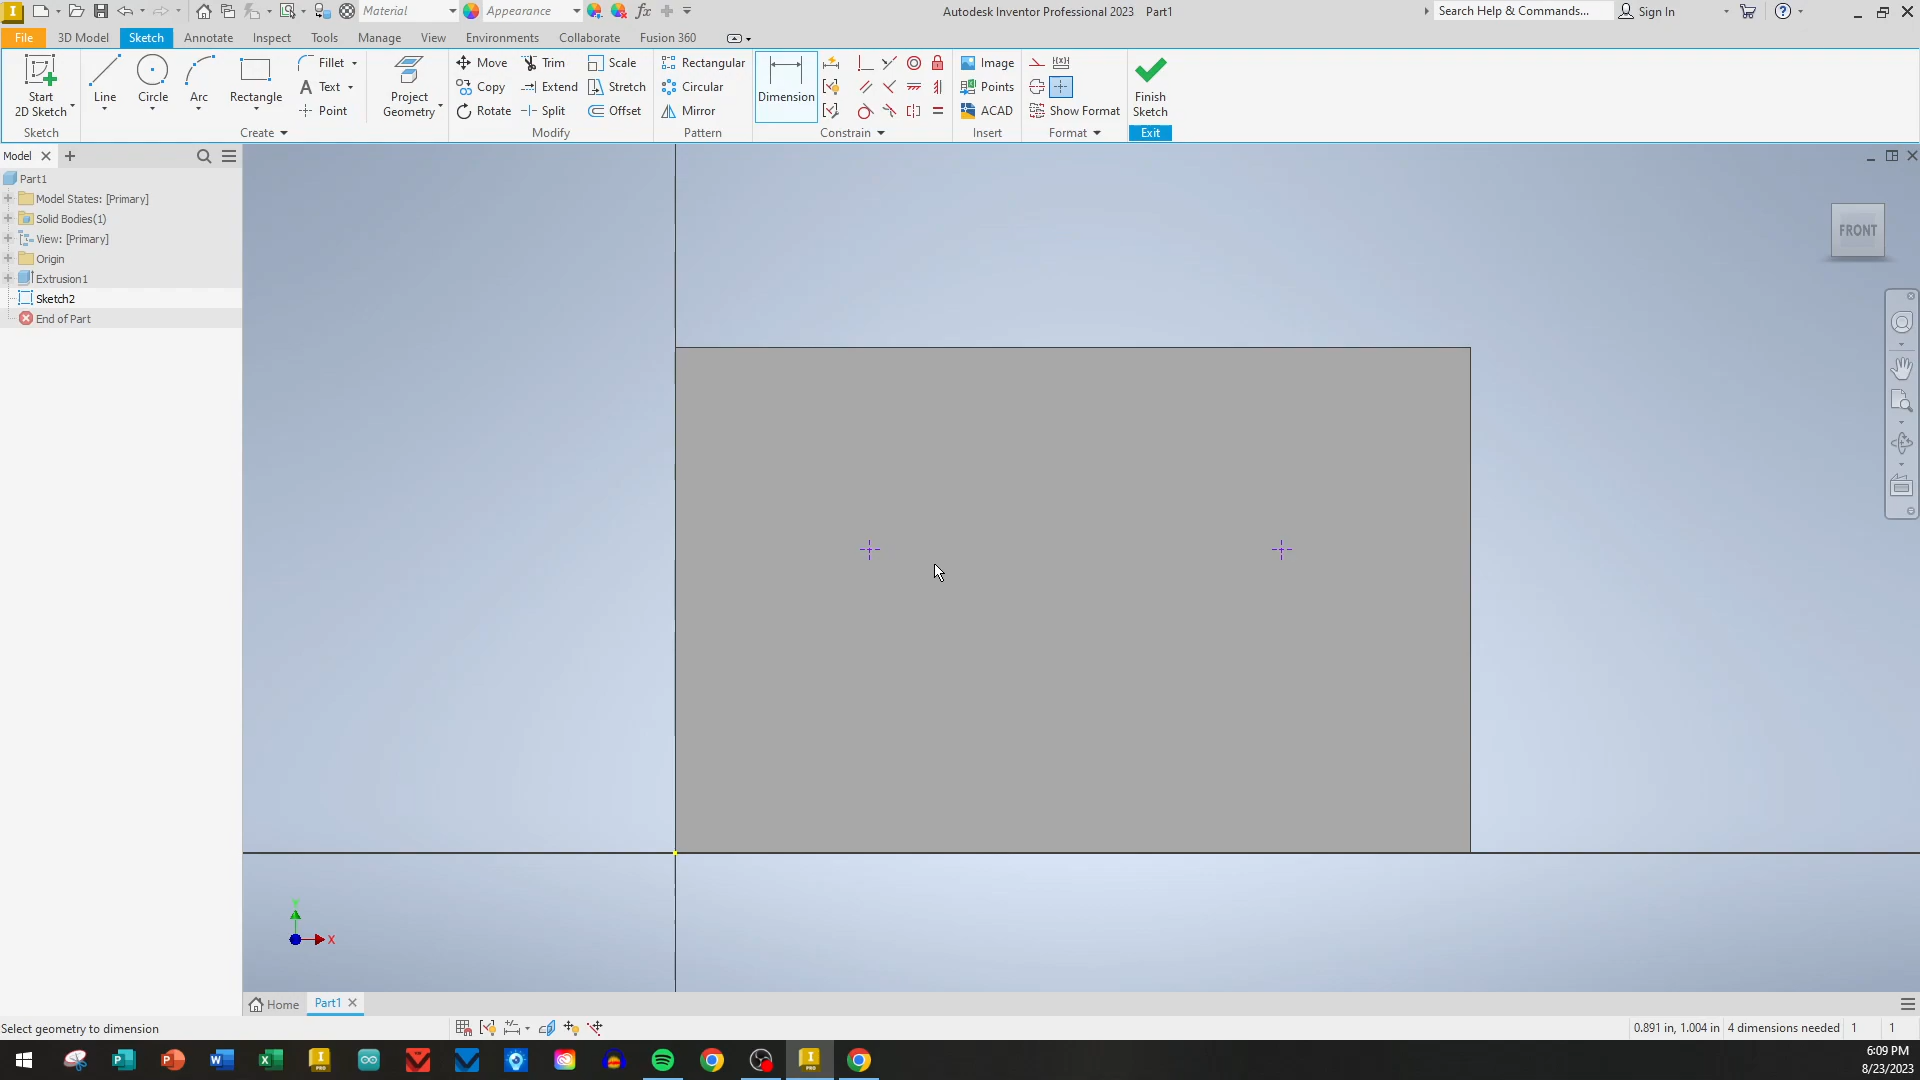 Material
Appearance
fx
Autodesk Inventor Professional 2023 Part1
Search Help & Commands...
Sign In
File
3D Model
Sketch
Annotate
Inspect
Tools
Manage
View
Environments
Collaborate
Fusion 360
Start
2D Sketch
Line
Circle
Arc
Rectangle
Fillet
Text
Point
Project
Geometry
Move
Trim
Scale
Copy
Extend
Stretch
Rotate
Split
Offset
Rectangular
Circular
Mirror
Dimension
Image
Points
ACAD
Show Format
Finish
Sketch
Sketch
Create
Modify
Pattern
Constrain
Insert
Format
Exit
Model
Part1
Model States: [Primary]
Solid Bodies(1)
View: [Primary]
Origin
Extrusion1
Sketch2
End of Part
FRONT
Y
X
Home
Part1
Select geometry to dimension
0.891 in, 1.004 in
4 dimensions needed
1
1
6:09 PM
8/23/2023